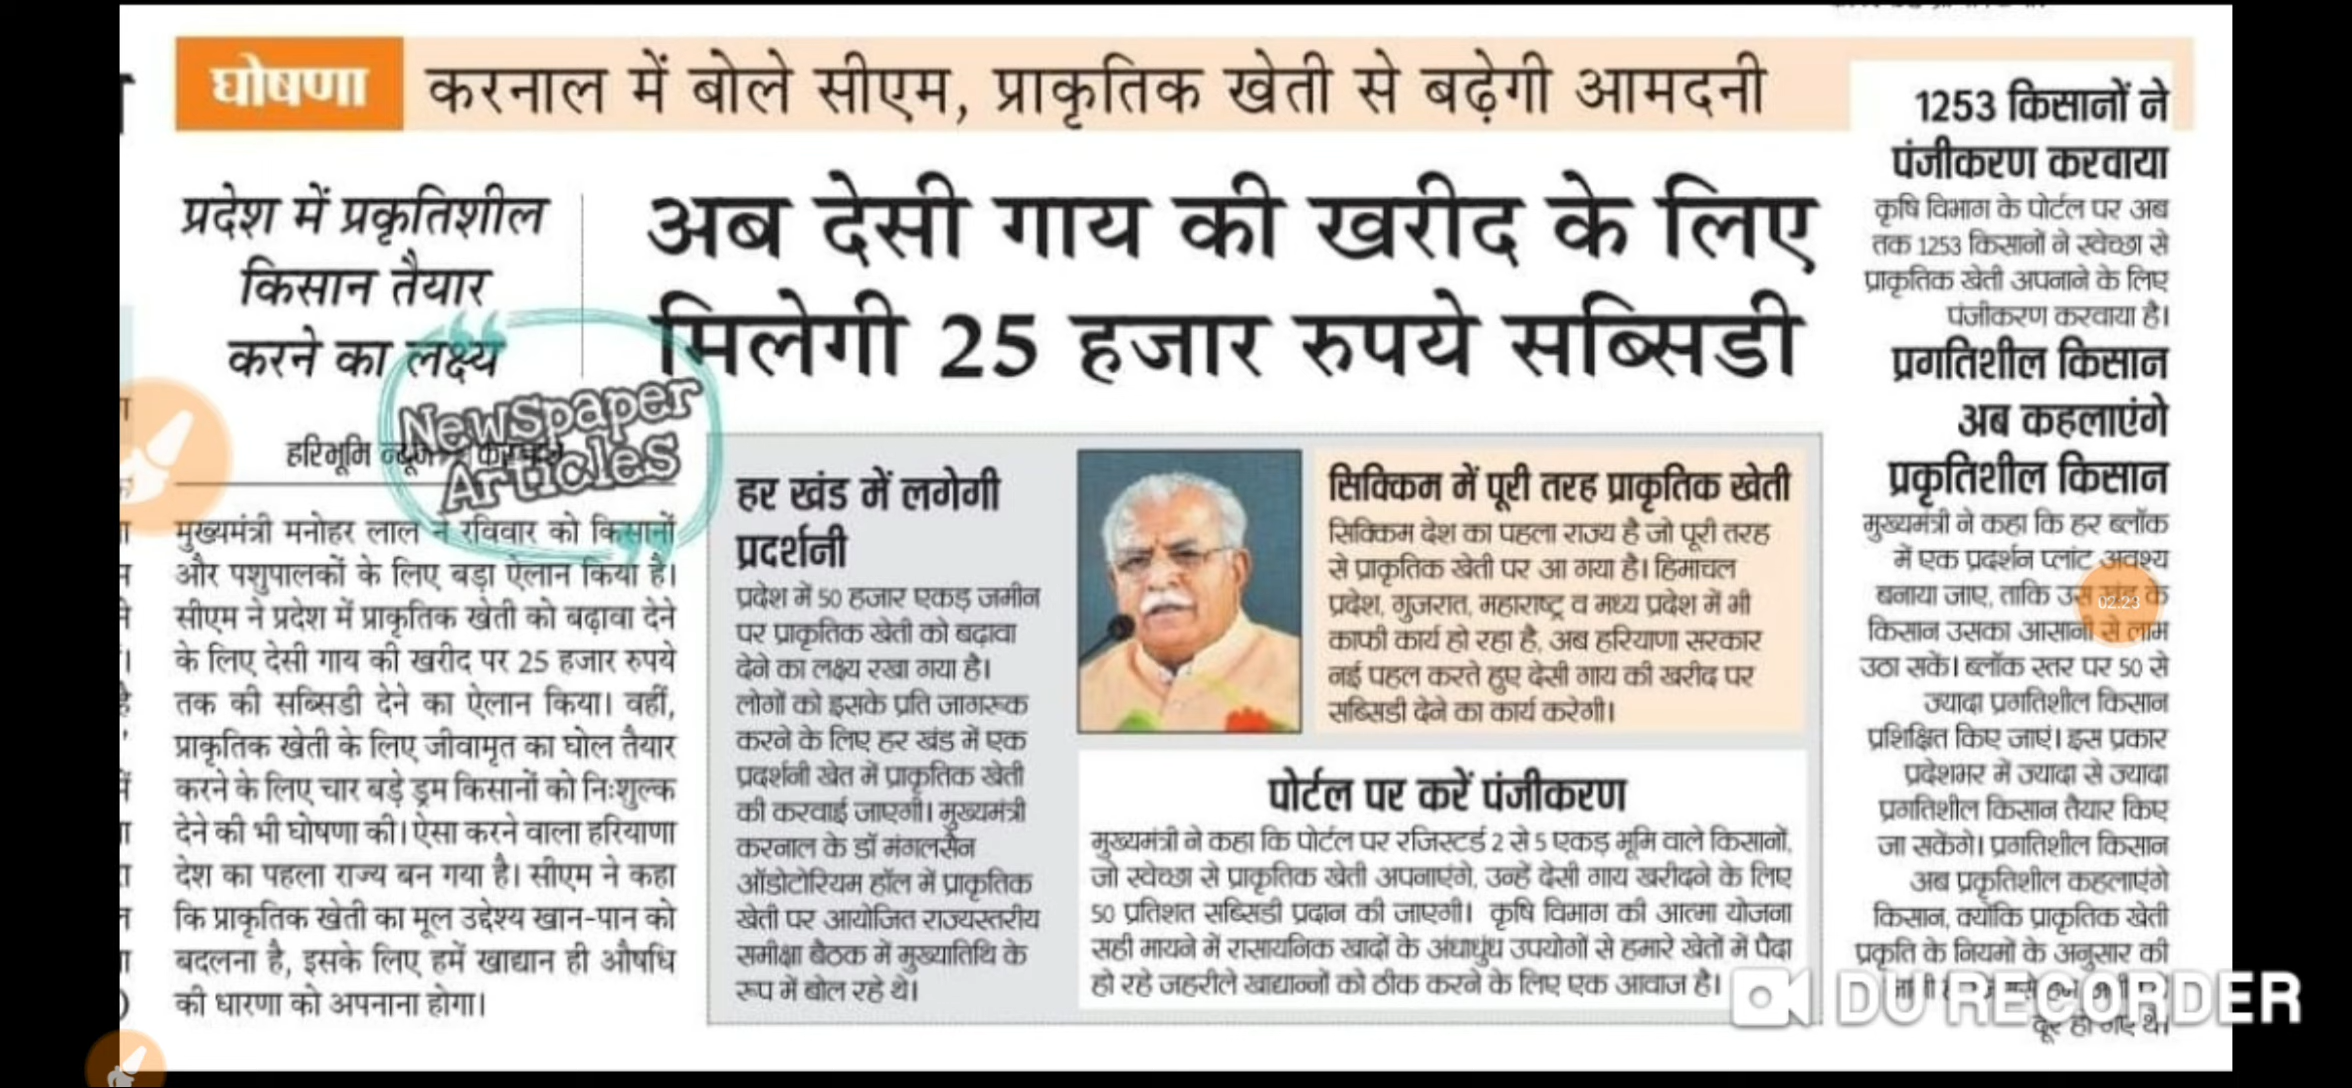 घोषणा
करनाल में बोले सीएम, प्राकृतिक खेती से बढ़ेगी आमदनी
प्रदेश में प्रकृतिशील
किसान तैयार
करने का लक्ष्य
अब देसी गाय की खरीद के लिए
मिलेगी 25 हजार रुपये सब्सिडी
Newspaper
Articles
हरिभूमि न्यूज
मुख्यमंत्री मनोहर लाल ने रविवार को किसानों
और पशुपालकों के लिए बड़ा ऐलान किया है।
सीएम ने प्रदेश में प्राकृतिक खेती को बढ़ावा देने
के लिए देसी गाय की खरीद पर 25 हजार रुपये
तक की सब्सिडी देने का ऐलान किया। वहीं,
प्राकृतिक खेती के लिए जीवामृत का घोल तैयार
करने के लिए चार बड़े ड्रम किसानों को निःशुल्क
देने की भी घोषणा की। ऐसा करने वाला हरियाणा
देश का पहला राज्य बन गया है। सीएम ने कहा
कि प्राकृतिक खेती का मूल उद्देश्य खान-पान को
बदलना है, इसके लिए हमें खाद्यान ही औषधि
की धारणा को अपनाना होगा।
हर खंड में लगेगी
प्रदर्शनी
प्रदेश में 50 हजार एकड़ जमीन
पर प्राकृतिक खेती को बढ़ावा
देने का लक्ष्य रखा गया है।
लोगों को इसके प्रति जागरूक
करने के लिए हर खंड में एक
प्रदर्शनी खेत में प्राकृतिक खेती
की करवाई जाएगी। मुख्यमंत्री
करनाल के डॉ मंगलसैन
ऑडोटोरियम हॉल में प्राकृतिक
खेती पर आयोजित राज्यस्तरीय
समीक्षा बैठक में मुख्यातिथि के
रूप में बोल रहे थे।
सिक्किम में पूरी तरह प्राकृतिक खेती
सिक्किम देश का पहला राज्य है जो पूरी तरह
से प्राकृतिक खेती पर आ गया है। हिमाचल
प्रदेश, गुजरात, महाराष्ट्र व मध्य प्रदेश में भी
काफी कार्य हो रहा है, अब हरियाणा सरकार
नई पहल करते हुए देसी गाय की खरीद पर
सब्सिडी देने का कार्य करेगी।
पोर्टल पर करें पंजीकरण
मुख्यमंत्री ने कहा कि पोर्टल पर रजिस्टर्ड 2 से 5 एकड़ भूमि वाले किसानों,
जो स्वेच्छा से प्राकृतिक खेती अपनाएंगे, उन्हें देसी गाय खरीदने के लिए
50 प्रतिशत सब्सिडी प्रदान की जाएगी। कृषि विभाग की आत्मा योजना
सही मायने में रासायनिक खादों के अंधाधुंध उपयोगों से हमारे खेतों में पैदा
हो रहे जहरीले खाद्यान्नों को ठीक करने के लिए एक आवाज है।
1253 किसानों ने
पंजीकरण करवाया
कृषि विभाग के पोर्टल पर अब
तक 1253 किसानों ने स्वेच्छा से
प्राकृतिक खेती अपनाने के लिए
पंजीकरण करवाया है।
प्रगतिशील किसान
अब कहलाएंगे
प्रकृतिशील किसान
मुख्यमंत्री ने कहा कि हर ब्लॉक
में एक प्रदर्शन प्लांट अवश्य
बनाया जाए, ताकि उस के
02:23
किसान उसका आसानी से लाभ
उठा सकें। ब्लॉक स्तर पर 50 से
ज्यादा प्रगतिशील किसान
प्रशिक्षित किए जाएं। इस प्रकार
प्रदेशभर में ज्यादा से ज्यादा
प्रगतिशील किसान तैयार किए
जा सकेंगे। प्रगतिशील किसान
अब प्रकृतिशील कहलाएंगे
किसान, क्योंकि प्राकृतिक खेती
प्रकृति के नियमों के अनुसार की
दूर हो गए थे।
DU RECORDER